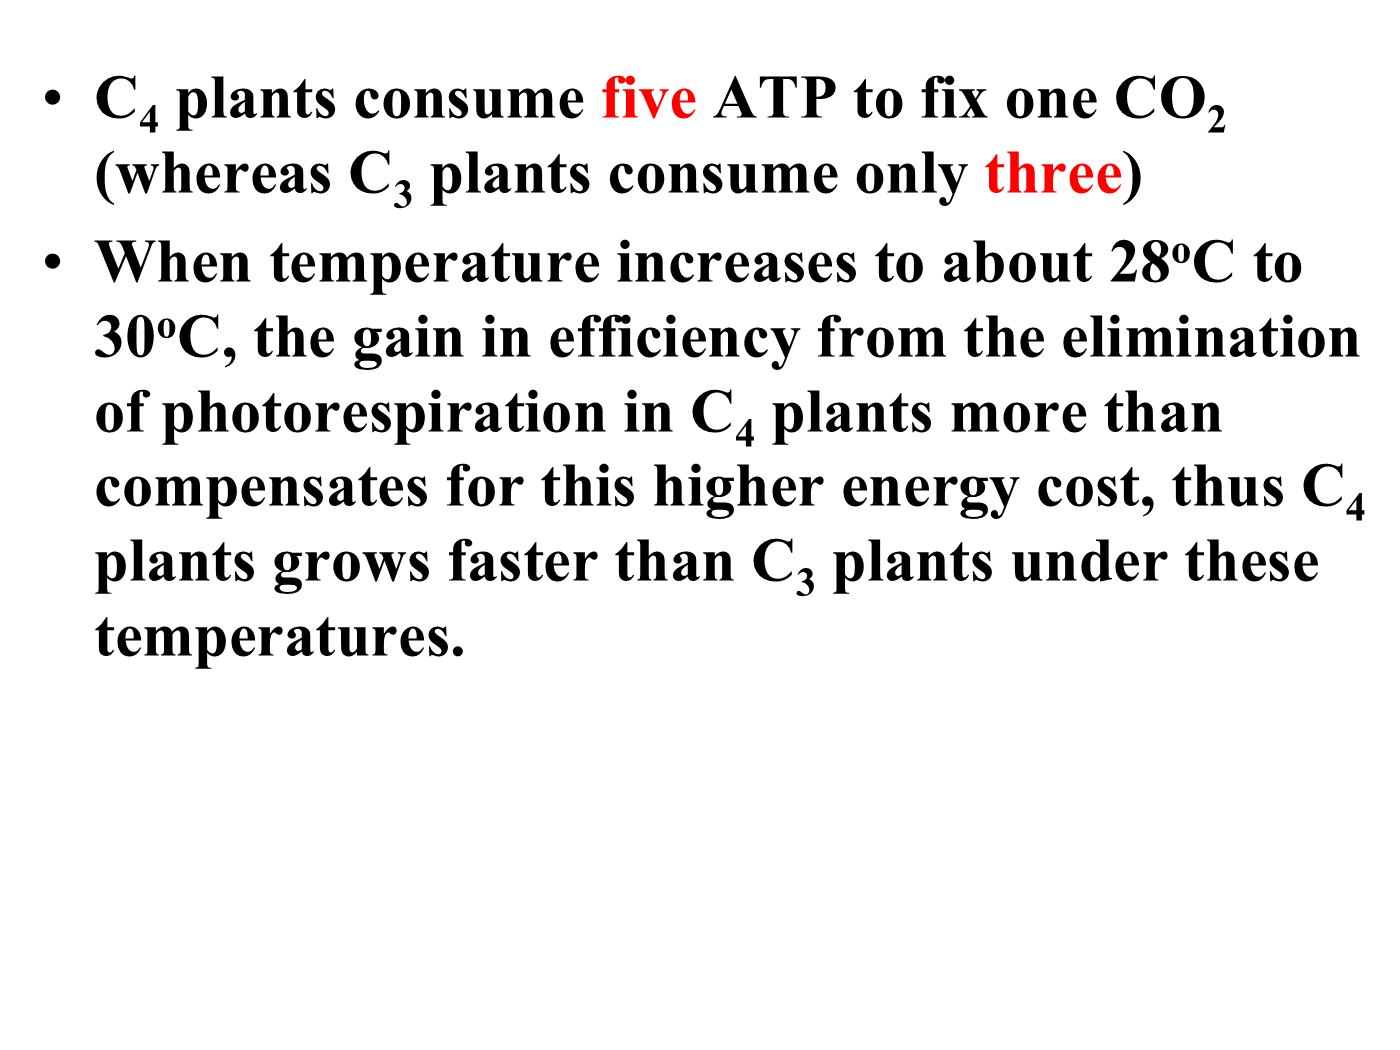 • C₄ plants consume five ATP to fix one CO₂
(whereas C₃ plants consume only three)
• When temperature increases to about 28ᵒC to
30ᵒC, the gain in efficiency from the elimination
of photorespiration in C₄ plants more than
compensates for this higher energy cost, thus C₄
plants grows faster than C₃ plants under these
temperatures.